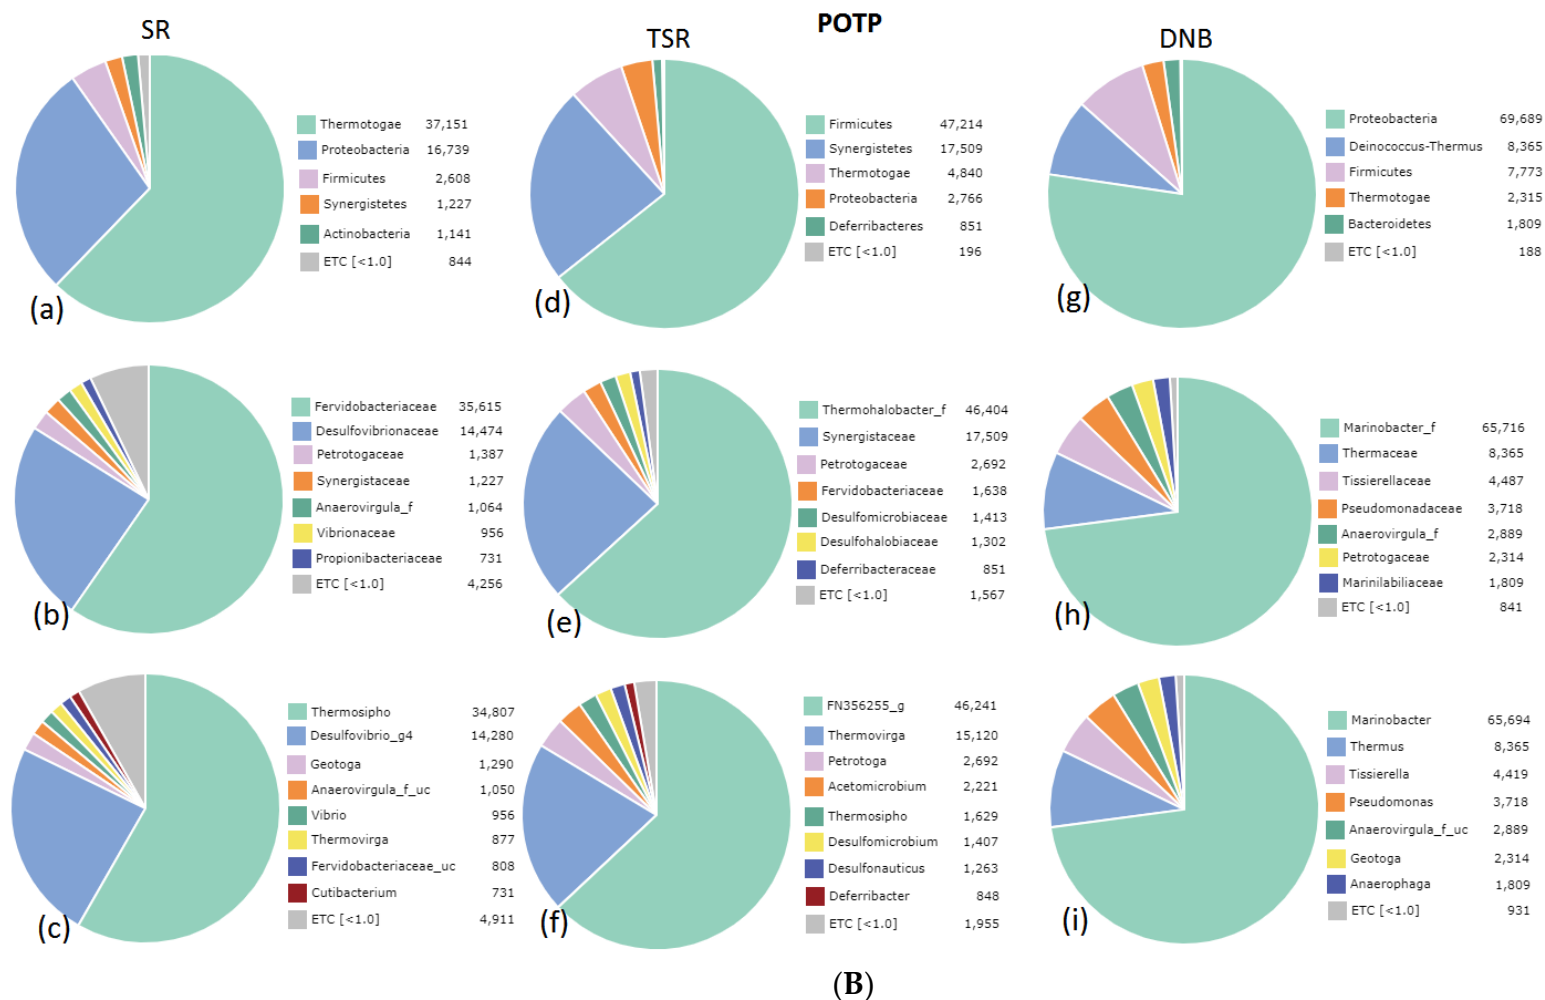 POTP
SR
TSR
DNB
Thermotogae 37,151
Proteobacteria 16,739
Firmicutes 2,608
Synergistetes 1,227
Actinobacteria 1,141
ETC [<1.0] 844
(a)
Firmicutes 47,214
Synergistetes 17,509
Thermotogae 4,840
Proteobacteria 2,766
Deferribacteres 851
ETC [<1.0] 196
(d)
Proteobacteria 69,689
Deinococcus-Thermus 8,365
Firmicutes 7,773
Thermotogae 2,315
Bacteroidetes 1,809
ETC [<1.0] 188
(g)
Fervidobacteriaceae 35,615
Desulfovibrionaceae 14,474
Petrotogaceae 1,387
Synergistaceae 1,227
Anaerovirgula_f 1,064
Vibrionaceae 956
Propionibacteriaceae 731
ETC [<1.0] 4,256
(b)
Thermohalobacter_f 46,404
Synergistaceae 17,509
Petrotogaceae 2,692
Fervidobacteriaceae 1,638
Desulfomicrobiaceae 1,413
Desulfohalobiaceae 1,302
Deferribacteraceae 851
ETC [<1.0] 1,567
(e)
Marinobacter_f 65,716
Thermaceae 8,365
Tissierellaceae 4,487
Pseudomonadaceae 3,718
Anaerovirgula_f 2,889
Petrotogaceae 2,314
Marinilabiliaceae 1,809
ETC [<1.0] 841
(h)
Thermosipho 34,807
Desulfovibrio_g4 14,280
Geotoga 1,290
Anaerovirgula_f_uc 1,050
Vibrio 956
Thermovirga 877
Fervidobacteriaceae_uc 808
Cutibacterium 731
ETC [<1.0] 4,911
(c)
FN356255_g 46,241
Thermovirga 15,120
Petrotoga 2,692
Acetomicrobium 2,221
Thermosipho 1,629
Desulfomicrobium 1,407
Desulfonauticus 1,263
Deferribacter 848
ETC [<1.0] 1,955
(f)
Marinobacter 65,694
Thermus 8,365
Tissierella 4,419
Pseudomonas 3,718
Anaerovirgula_f_uc 2,889
Geotoga 2,314
Anaerophaga 1,809
ETC [<1.0] 931
(i)
(B)